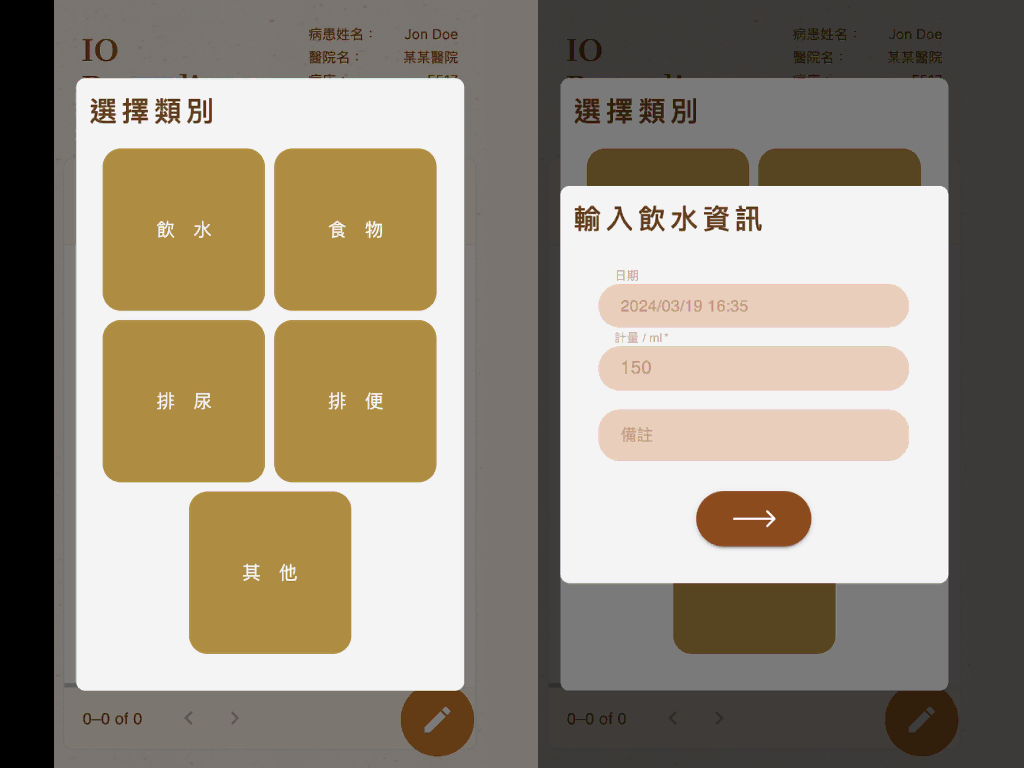 IO
病患姓名： Jon Doe
醫院名： 某某醫院
選擇類別
飲 水
食 物
排 尿
排 便
其 他
0–0 of 0
IO
病患姓名： Jon Doe
醫院名： 某某醫院
選擇類別
輸入飲水資訊
日期
2024/03/19 16:35
計量 / ml *
150
備註
0–0 of 0